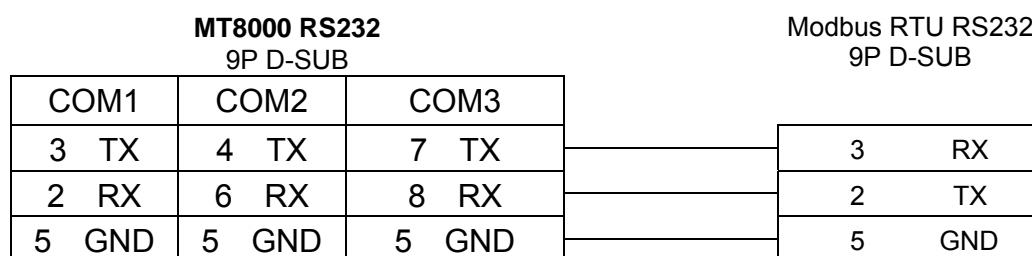 MT8000 RS232 Modbus RTU RS232
9P D-SUB 9P D-SUB
COM1 COM2 COM3
3 TX 4 TX 7 TX 3 RX
2 RX 6 RX 8 RX 2 TX
5 GND 5 GND 5 GND 5 GND